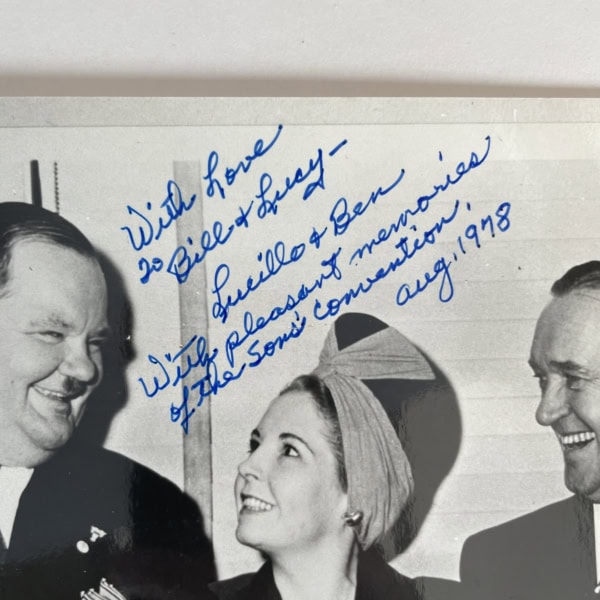 With Love
to Bill & Lucy -
Lucille & Ben
With pleasant memories
of the Sons' Convention,
Aug, 1978